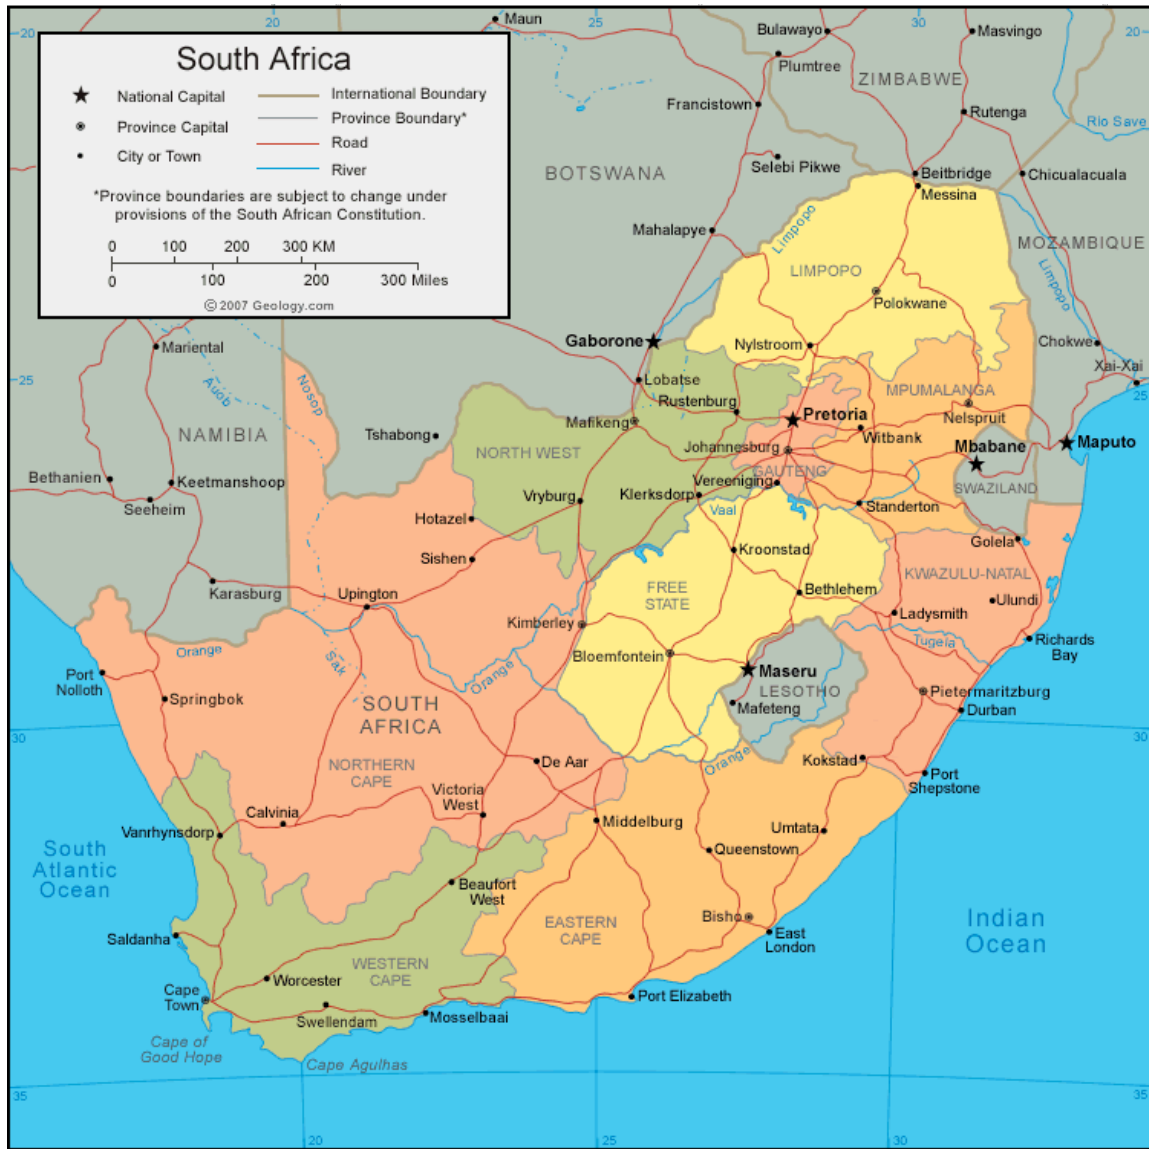 20
25
30
20
Maun
Bulawayo
Masvingo
Plumtree
ZIMBABWE
South Africa
National Capital
International Boundary
Province Capital
Province Boundary*
Road
City or Town
River
*Province boundaries are subject to change under
provisions of the South African Constitution.
0 100 200 300 KM
0 100 200 300 Miles
© 2007 Geology.com
Francistown
Rutenga
Rio Save
Selebi Pikwe
BOTSWANA
Beitbridge
Chicualacuala
Messina
Mahalapye
Limpopo
MOZAMBIQUE
LIMPOPO
Limpopo
Polokwane
Gaborone
Nylstroom
Chokwe
Mariental
Xai-Xai
25
Lobatse
25
Auob
Nosop
Rustenburg
MPUMALANGA
Mafikeng
Pretoria
Nelspruit
NAMIBIA
Tshabong
Witbank
Maputo
NORTH WEST
Johannesburg
Mbabane
GAUTENG
Bethanien
Keetmanshoop
Vereeniging
SWAZILAND
Seeheim
Vryburg
Klerksdorp
Vaal
Standerton
Hotazel
Golela
Sishen
Kroonstad
KWAZULU-NATAL
Karasburg
Upington
FREE
STATE
Bethlehem
Ulundi
Ladysmith
Kimberley
Orange
Sak
Bloemfontein
Tugela
Richards
Bay
Port
Nolloth
Orange
Maseru
Springbok
SOUTH
AFRICA
LESOTHO
Mafeteng
Pietermaritzburg
Durban
30
30
NORTHERN
CAPE
De Aar
Orange
Kokstad
Port
Shepstone
Victoria
West
Calvinia
Vanrhynsdorp
Middelburg
Umtata
South
Atlantic
Ocean
Queenstown
Beaufort
West
Bisho
EASTERN
CAPE
East
London
Indian
Ocean
Saldanha
WESTERN
CAPE
Worcester
Cape
Town
Port Elizabeth
Swellendam
Mosselbaai
Cape of
Good Hope
Cape Agulhas
35
35
20
25
30